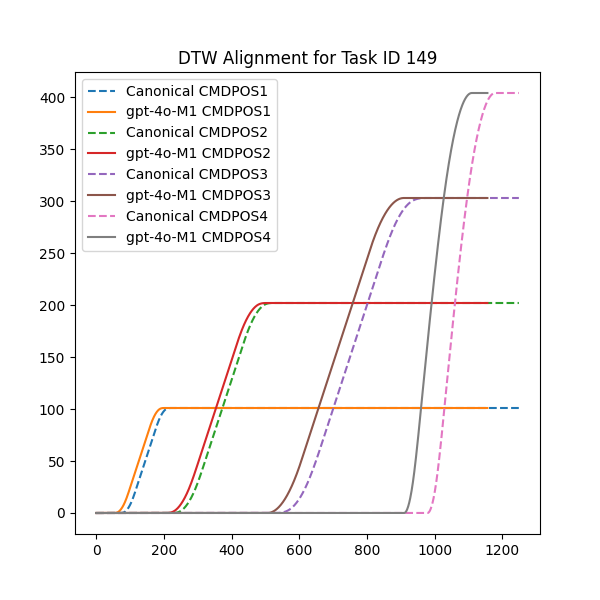 DTW Alignment for Task ID 149
Canonical CMDPOS1
gpt-4o-M1 CMDPOS1
Canonical CMDPOS2
gpt-4o-M1 CMDPOS2
Canonical CMDPOS3
gpt-4o-M1 CMDPOS3
Canonical CMDPOS4
gpt-4o-M1 CMDPOS4
400
350
300
250
200
150
100
50
0
0 200 400 600 800 1000 1200